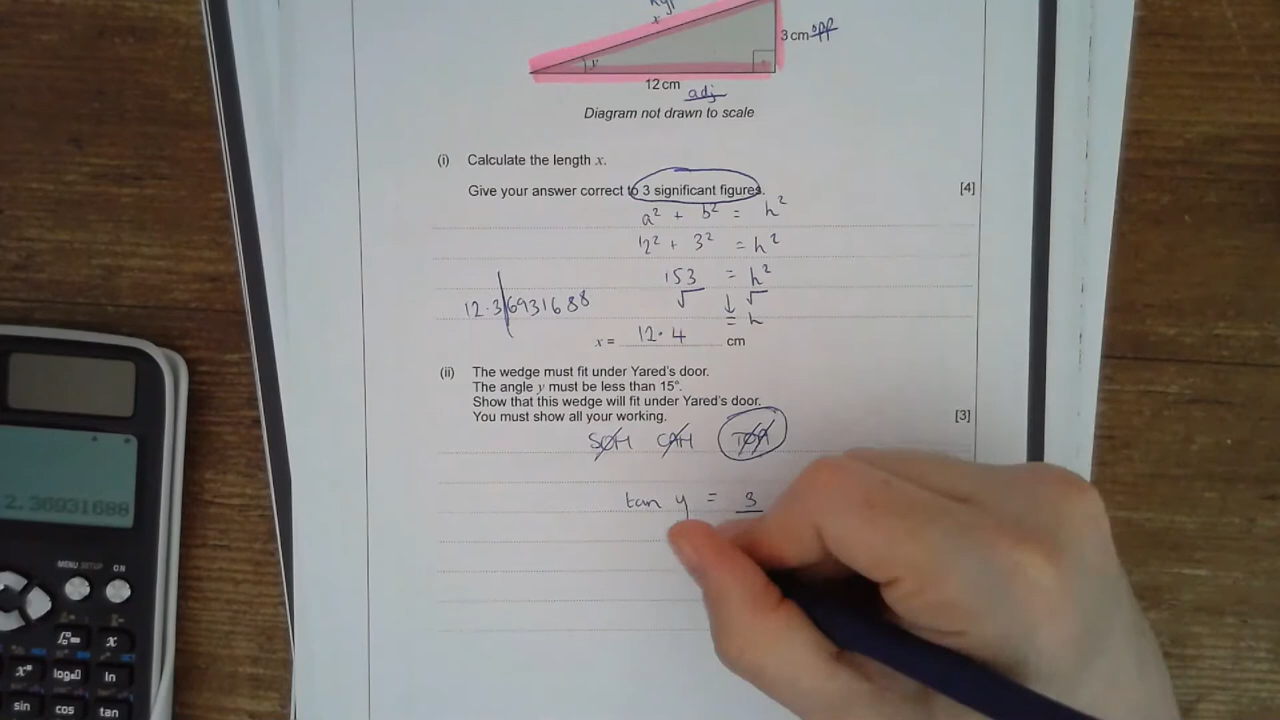 hyp
x
3 cm opp
y
12 cm adj
Diagram not drawn to scale
(i) Calculate the length x.
Give your answer correct to 3 significant figures. [4]
a² + b² = h²
12² + 3² = h²
153 = h²
√ ↓ √
12.36931688
= h
x = 12.4 cm
(ii) The wedge must fit under Yared's door.
The angle y must be less than 15°.
Show that this wedge will fit under Yared's door.
You must show all your working. [3]
SOH CAH TOA
tan y = 3
2.36931688
MENU SETUP ON
x
log ln
sin cos tan